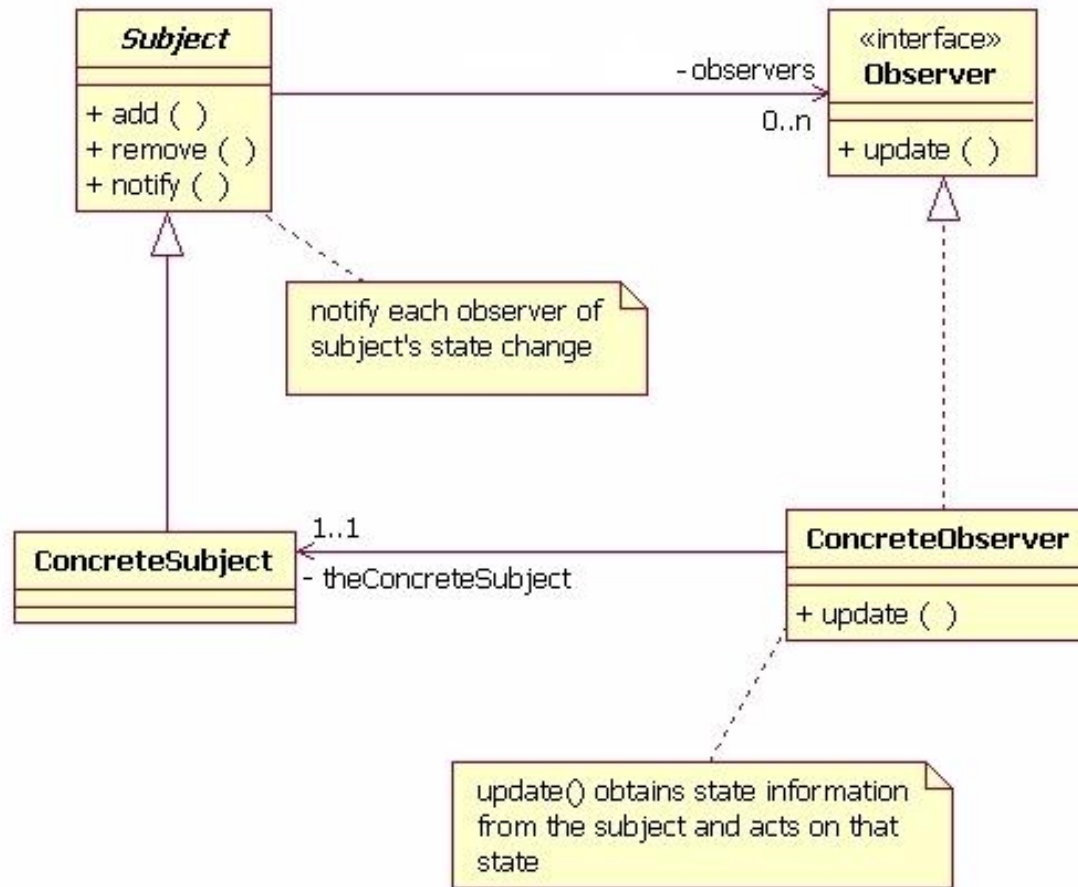 Subject
+ add ( )
+ remove ( )
+ notify ( )
- observers
0..n
«interface»
Observer
+ update ( )
notify each observer of
subject's state change
ConcreteSubject
1..1
- theConcreteSubject
ConcreteObserver
+ update ( )
update() obtains state information
from the subject and acts on that
state